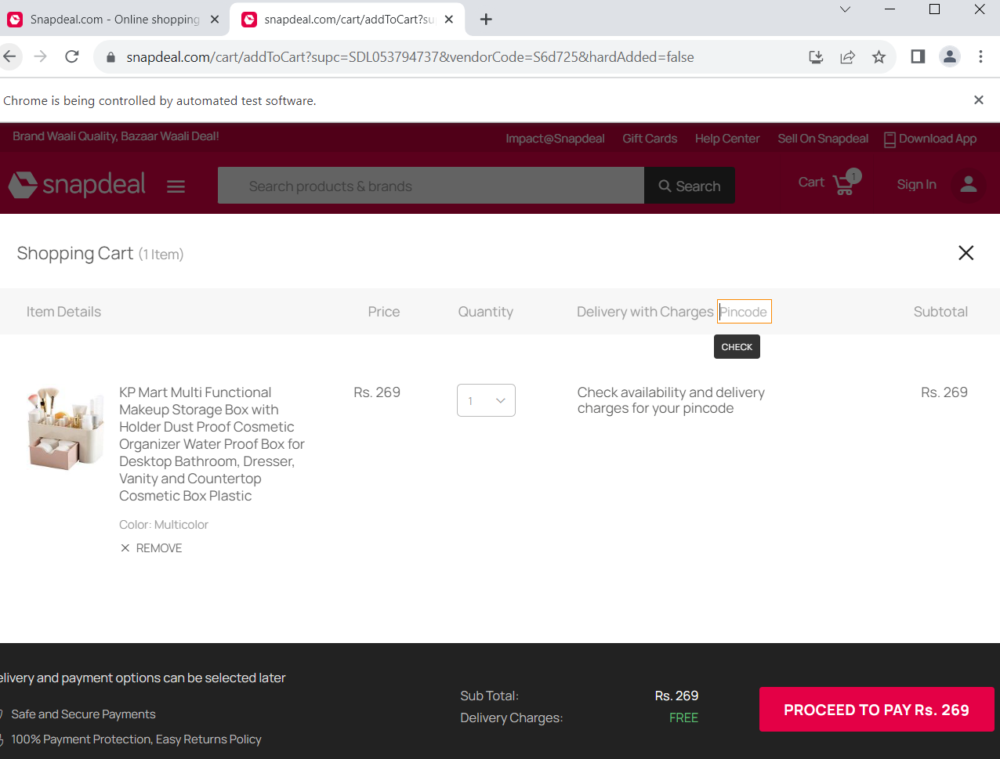 Snapdeal.com - Online shopping
snapdeal.com/cart/addToCart?su
snapdeal.com/cart/addToCart?supc=SDL053794737&vendorCode=S6d725&hardAdded=false
Chrome is being controlled by automated test software.
Brand Waali Quality, Bazaar Waali Deal!
Impact@Snapdeal Gift Cards Help Center Sell On Snapdeal Download App
snapdeal Search products & brands Search Cart 1 Sign In
Shopping Cart (1 Item)
Item Details Price Quantity Delivery with Charges Pincode Subtotal
CHECK
KP Mart Multi Functional
Makeup Storage Box with
Holder Dust Proof Cosmetic
Organizer Water Proof Box for
Desktop Bathroom, Dresser,
Vanity and Countertop
Cosmetic Box Plastic
Color: Multicolor
REMOVE
Rs. 269
1
Check availability and delivery
charges for your pincode
Rs. 269
elivery and payment options can be selected later
Safe and Secure Payments
100% Payment Protection, Easy Returns Policy
Sub Total: Rs. 269
Delivery Charges: FREE
PROCEED TO PAY Rs. 269